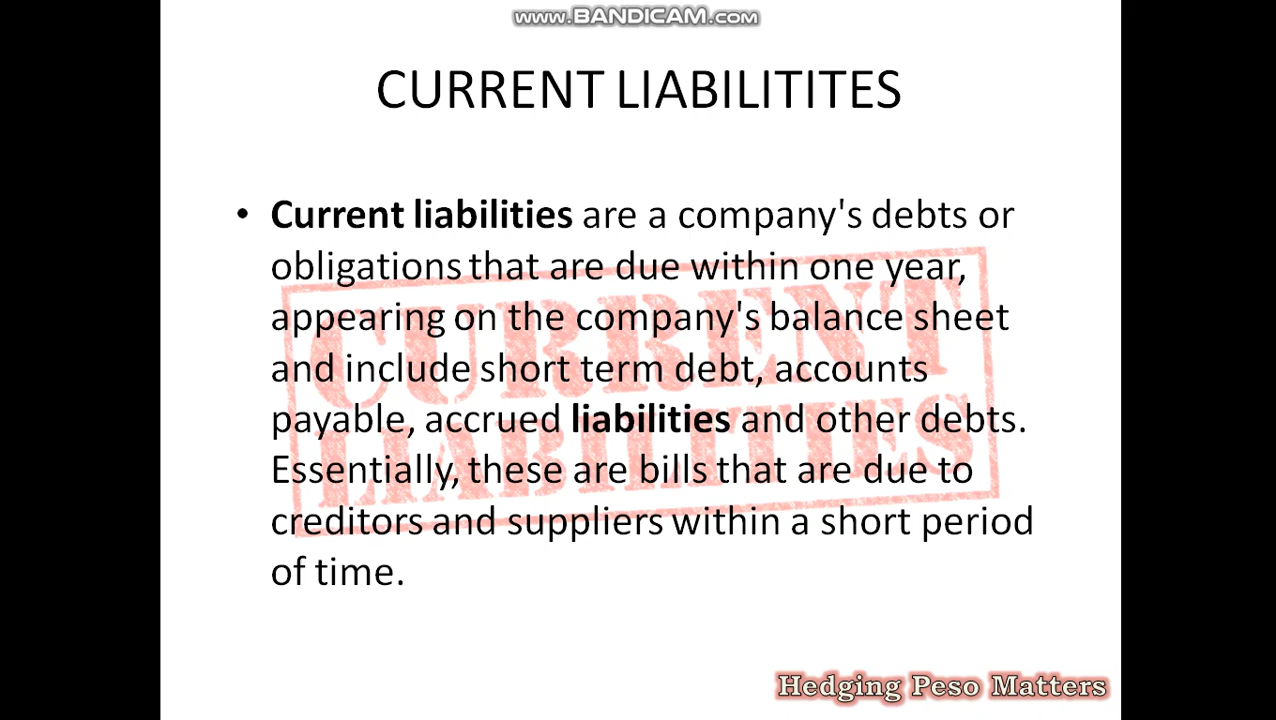 www.BANDICAM.com
CURRENT LIABILITITES
• Current liabilities are a company's debts or
obligations that are due within one year,
appearing on the company's balance sheet
and include short term debt, accounts
payable, accrued liabilities and other debts.
Essentially, these are bills that are due to
creditors and suppliers within a short period
of time.
CURRENT
LIABILITIES
Hedging Peso Matters